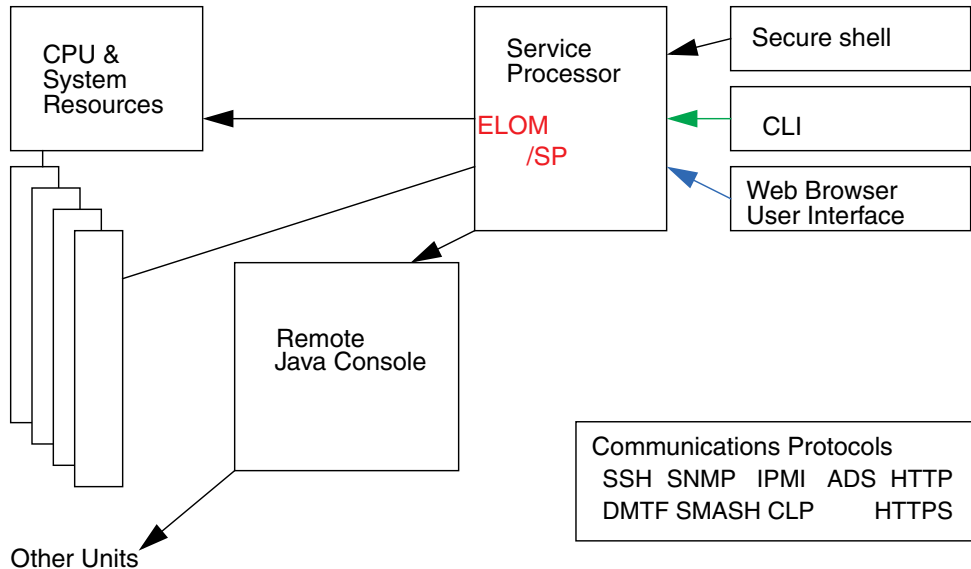 CPU &
System
Resources
Service
Processor
ELOM
/SP
Secure shell
CLI
Web Browser
User Interface
Remote
Java Console
Communications Protocols
SSH SNMP IPMI ADS HTTP
DMTF SMASH CLP HTTPS
Other Units